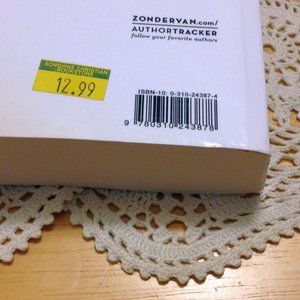 ZONDERVAN.com/
AUTHORTRACKER
follow your favorite authors
SONSHINE CHRISTIAN
BOOKSTORE
12.99
ISBN-10: 0-310-24387-4
9 780310 243878